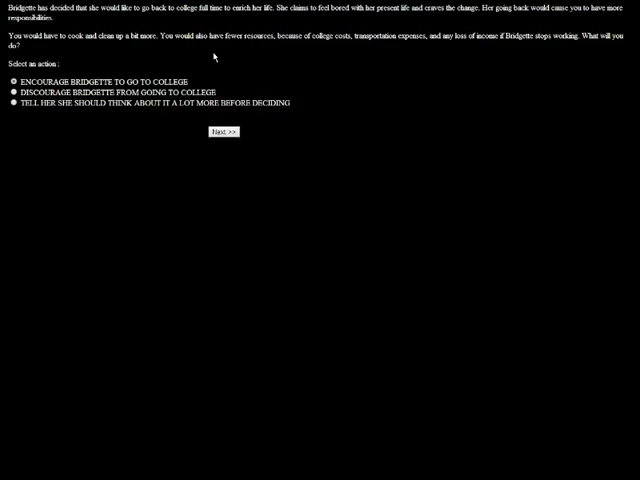 Bridgette has decided that she would like to go back to college full time to enrich her life. She claims to feel bored with her present life and craves the change. Her going back would cause you to have more
responsibilities.
You would have to cook and clean up a bit more. You would also have fewer resources, because of college costs, transportation expenses, and any loss of income if Bridgette stops working. What will you
do?
Select an action :
ENCOURAGE BRIDGETTE TO GO TO COLLEGE
DISCOURAGE BRIDGETTE FROM GOING TO COLLEGE
TELL HER SHE SHOULD THINK ABOUT IT A LOT MORE BEFORE DECIDING
Next >>